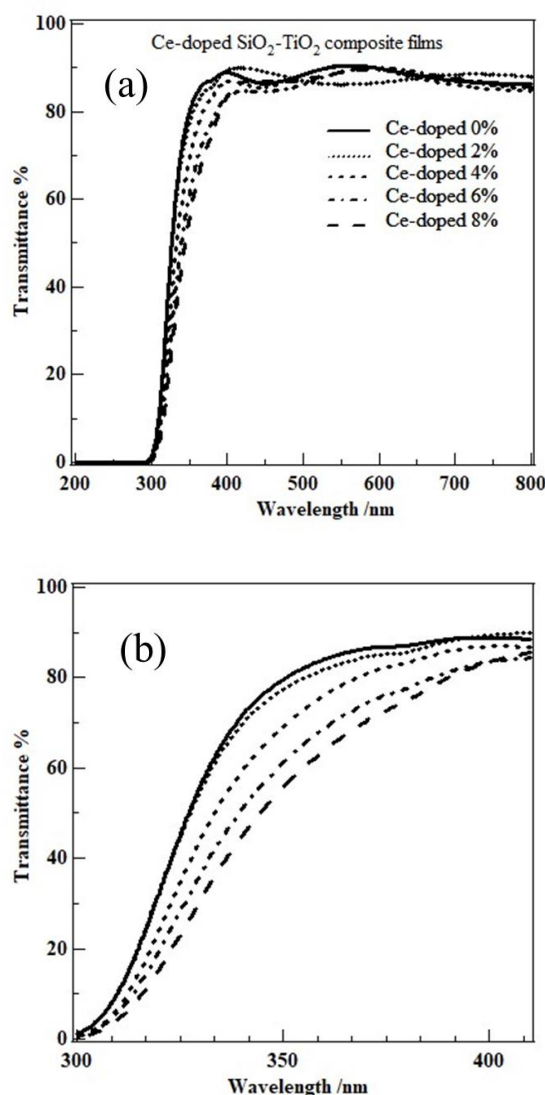 100
Ce-doped SiO₂-TiO₂ composite films
(a)
80
Ce-doped 0%
Ce-doped 2%
Ce-doped 4%
Ce-doped 6%
Ce-doped 8%
60
Transmittance %
40
20
0
200 300 400 500 600 700 800
Wavelength /nm
100
(b)
80
60
Transmittance %
40
20
0
300 350 400
Wavelength /nm